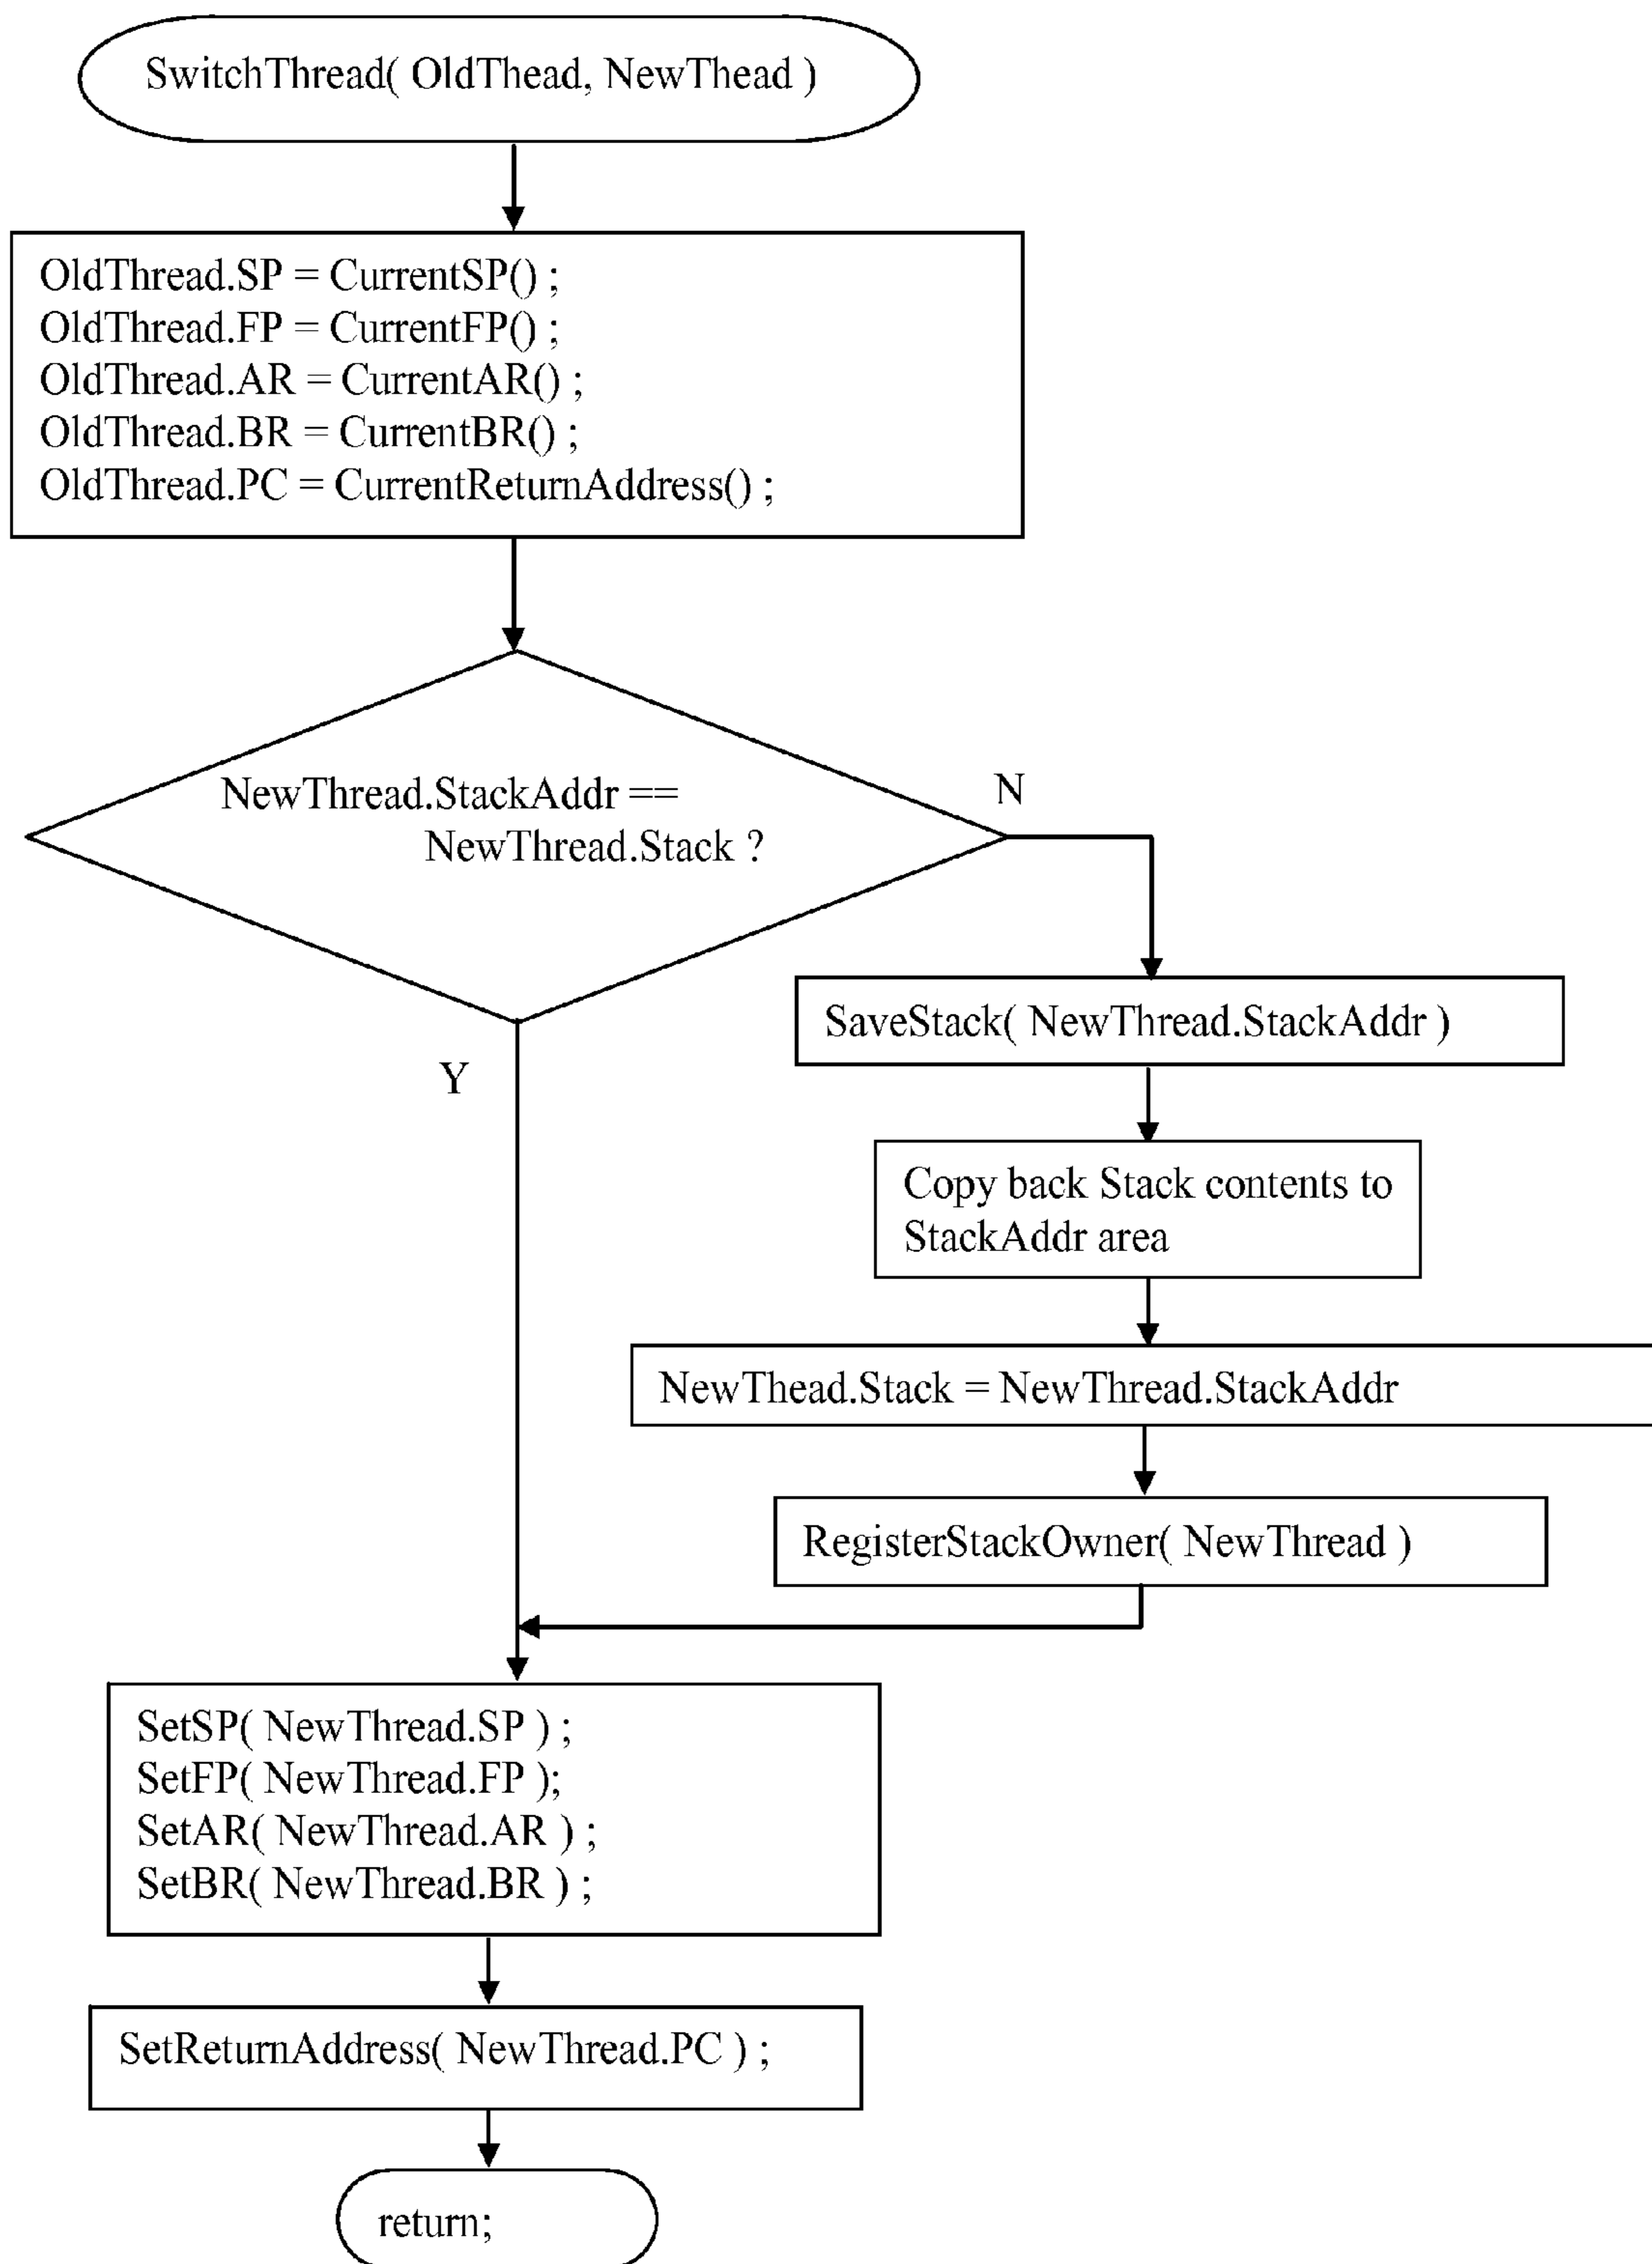 SwitchThread( OldThead, NewThead )
OldThread.SP = CurrentSP() ;
OldThread.FP = CurrentFP() ;
OldThread.AR = CurrentAR() ;
OldThread.BR = CurrentBR() ;
OldThread.PC = CurrentReturnAddress() ;
NewThread.StackAddr ==
NewThread.Stack ?
N
Y
SaveStack( NewThread.StackAddr )
Copy back Stack contents to
StackAddr area
NewThead.Stack = NewThread.StackAddr
RegisterStackOwner( NewThread )
SetSP( NewThread.SP ) ;
SetFP( NewThread.FP );
SetAR( NewThread.AR ) ;
SetBR( NewThread.BR ) ;
SetReturnAddress( NewThread.PC ) ;
return;